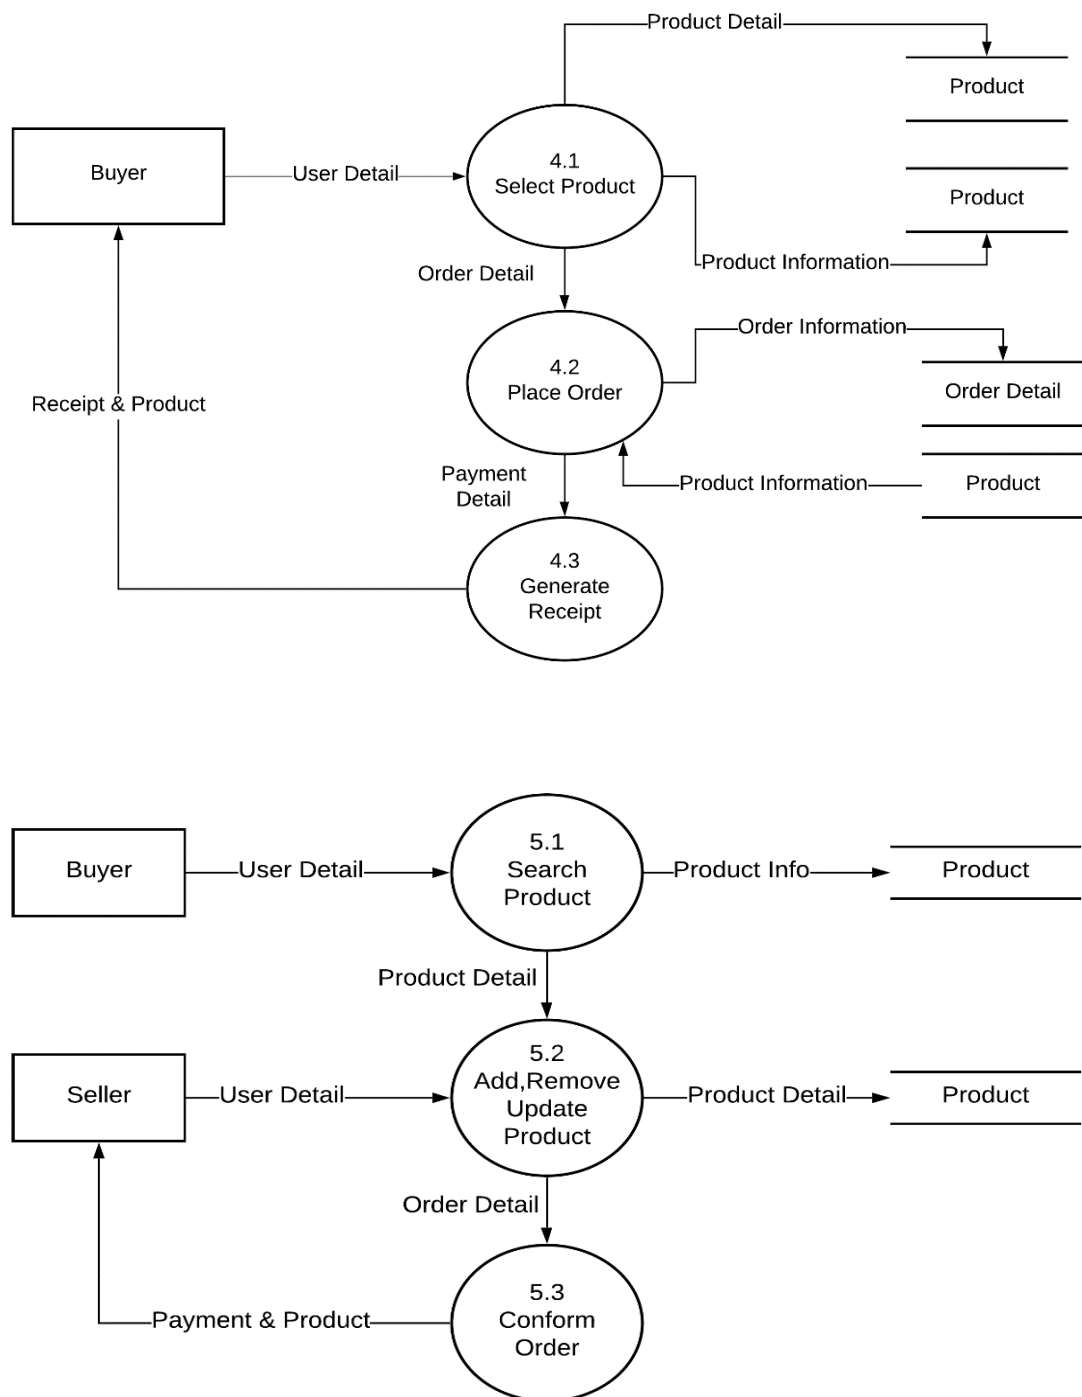 Product Detail
Product
Buyer
User Detail
4.1
Select Product
Product
Product Information
Order Detail
Order Information
4.2
Place Order
Order Detail
Receipt & Product
Payment
Detail
Product Information
Product
4.3
Generate
Receipt
Buyer
User Detail
5.1
Search
Product
Product Info
Product
Product Detail
Seller
User Detail
5.2
Add,Remove
Update
Product
Product Detail
Product
Order Detail
5.3
Conform
Order
Payment & Product